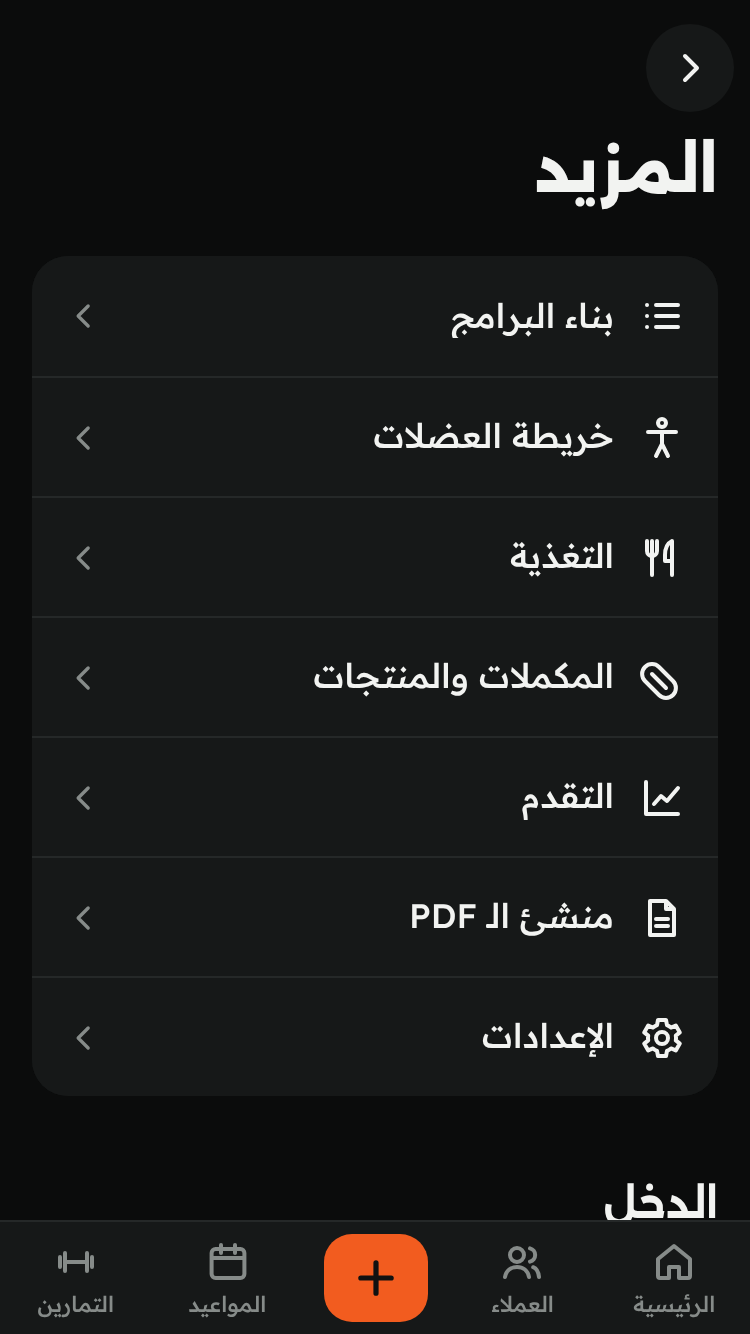 المزيد
بناء البرامج
خريطة العضلات
التغذية
المكملات والمنتجات
التقدم
منشئ الـ PDF
الإعدادات
الدخل
الرئيسية
العملاء
المواعيد
التمارين